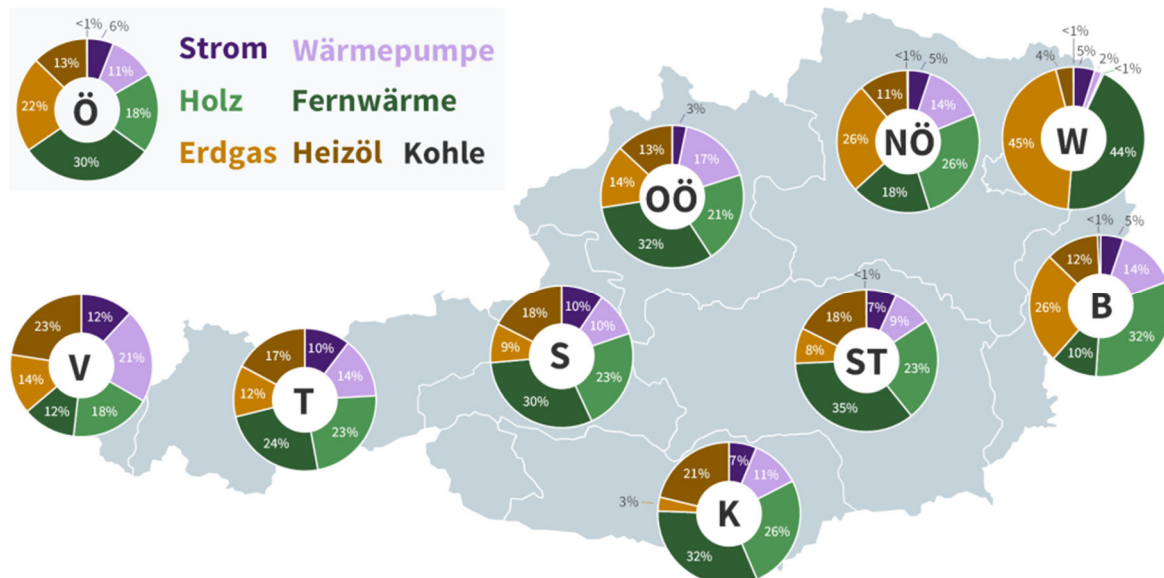 <1% 6%
13% 11%
Ö
22% 18%
30%
Strom Wärmepumpe
Holz Fernwärme
Erdgas Heizöl Kohle
3%
13% 17%
14% OÖ
21%
32%
<1% 5%
11% 14%
26% NÖ 26%
18%
<1%
4% 5% 2%
<1%
45% W 44%
<1% 5%
12% 14%
26% B
10% 32%
23% 12%
V 21%
14%
12% 18%
17% 10%
14%
12% T
24% 23%
18% 10%
10%
9% S
23%
30%
<1%
18% 7%
9%
8% ST
23%
35%
21% 7%
11%
3% K
26%
32%